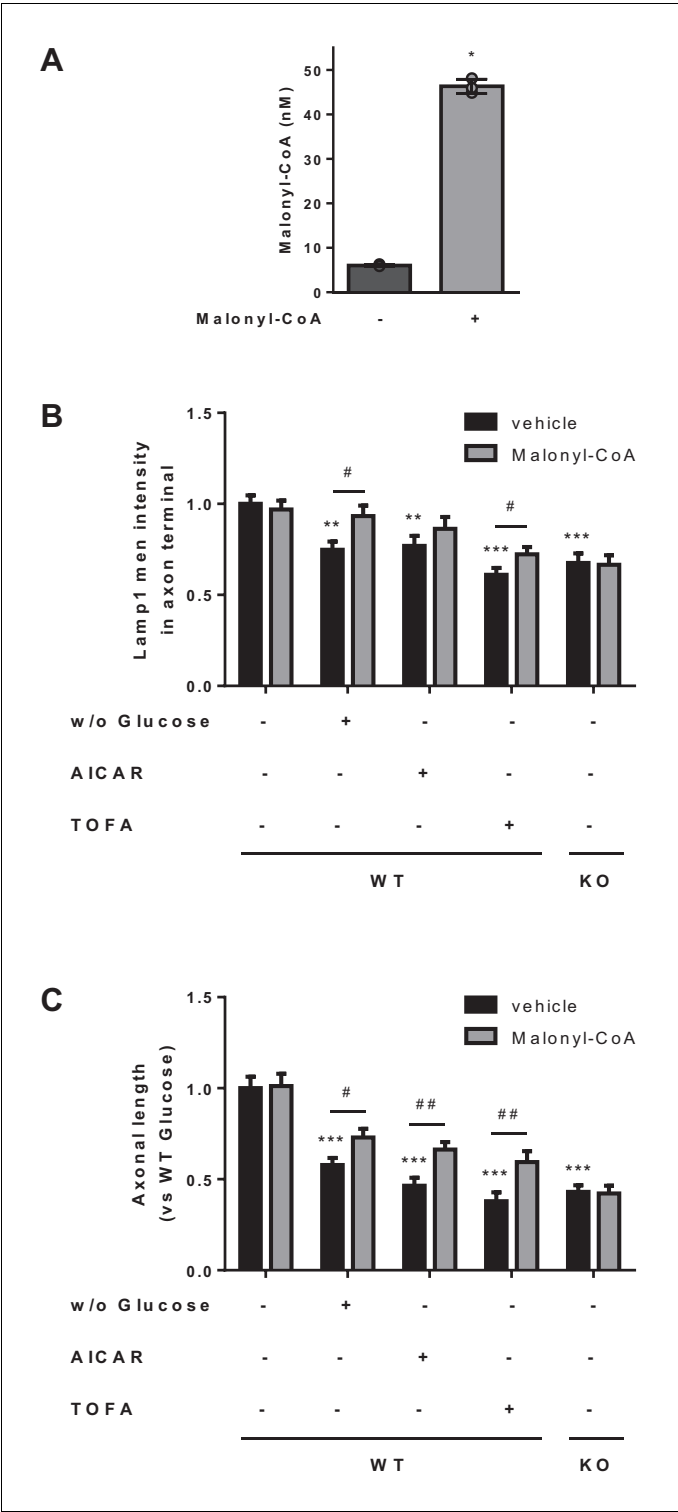 A
Malonyl-CoA (nM)
50
40
30
20
10
0
*
Malonyl-CoA - +
B
Lamp1 men intensity
in axon terminal
1.5
1.0
0.5
0.0
vehicle
Malonyl-CoA
** # ** *** # ***
w/o Glucose - + - - -
AICAR - - + - -
TOFA - - - + -
WT KO
C
Axonal length
(vs WT Glucose)
1.5
1.0
0.5
0.0
vehicle
Malonyl-CoA
*** # *** ## *** ## ***
w/o Glucose - + - - -
AICAR - - + - -
TOFA - - - + -
WT KO